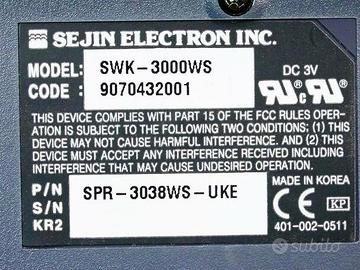 SEJIN ELECTRON INC.
MODEL: SWK-3000WS DC 3V
CODE : 9070432001
THIS DEVICE COMPLIES WITH PART 15 OF THE FCC RULES OPER-
ATION IS SUBJECT TO THE FOLLOWING TWO CONDITIONS: (1) THIS
DEVICE MAY NOT CAUSE HARMFUL INTERFERENCE, AND (2) THIS
DEVICE MUST ACCEPT ANY INTERFERENCE RECEIVED, INCLUDING
INTERFERENCE THAT MAY CAUSE UNDESIRED OPERATION.
P/N SPR-3038WS-UKE MADE IN KOREA
S/N
KR2
CE KP
401-002-0511
subito